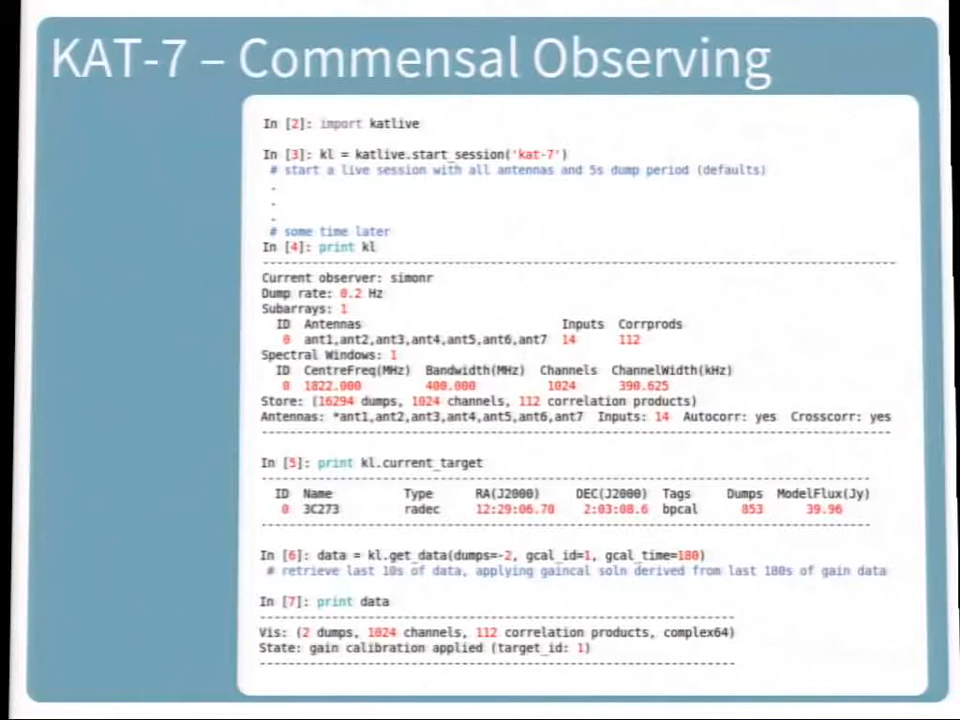 KAT-7 – Commensal Observing
In [2]: import katlive
In [3]: kl = katlive.start_session('kat-7')
# start a live session with all antennas and 5s dump period (defaults)
.
.
.
# some time later
In [4]: print kl
--------------------------------------------------------------------------------
Current observer: simonr
Dump rate: 0.2 Hz
Subarrays: 1
ID Antennas Inputs Corrprods
0 ant1,ant2,ant3,ant4,ant5,ant6,ant7 14 112
Spectral Windows: 1
ID CentreFreq(MHz) Bandwidth(MHz) Channels ChannelWidth(kHz)
0 1822.000 400.000 1024 390.625
Store: (16294 dumps, 1024 channels, 112 correlation products)
Antennas: *ant1,ant2,ant3,ant4,ant5,ant6,ant7 Inputs: 14 Autocorr: yes Crosscorr: yes
--------------------------------------------------------------------------------
In [5]: print kl.current_target
--------------------------------------------------------------------------------
ID Name Type RA(J2000) DEC(J2000) Tags Dumps ModelFlux(Jy)
0 3C273 radec 12:29:06.70 2:03:08.6 bpcal 853 39.96
--------------------------------------------------------------------------------
In [6]: data = kl.get_data(dumps=-2, gcal_id=1, gcal_time=180)
# retrieve last 10s of data, applying gaincal soln derived from last 180s of gain data
In [7]: print data
------------------------------------------------------------------
Vis: (2 dumps, 1024 channels, 112 correlation products, complex64)
State: gain calibration applied (target_id: 1)
------------------------------------------------------------------